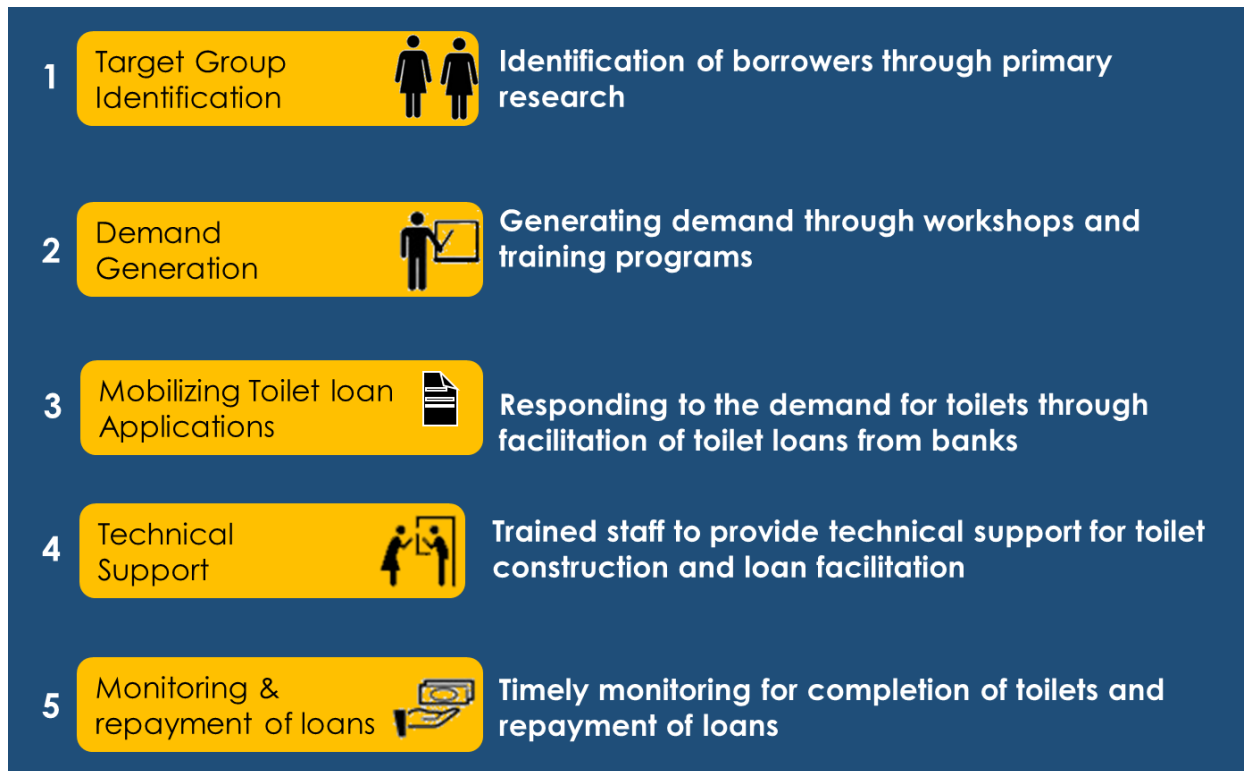 1
Target Group
Identification
Identification of borrowers through primary
research
2
Demand
Generation
Generating demand through workshops and
training programs
3
Mobilizing Toilet loan
Applications
Responding to the demand for toilets through
facilitation of toilet loans from banks
4
Technical
Support
Trained staff to provide technical support for toilet
construction and loan facilitation
5
Monitoring &
repayment of loans
Timely monitoring for completion of toilets and
repayment of loans